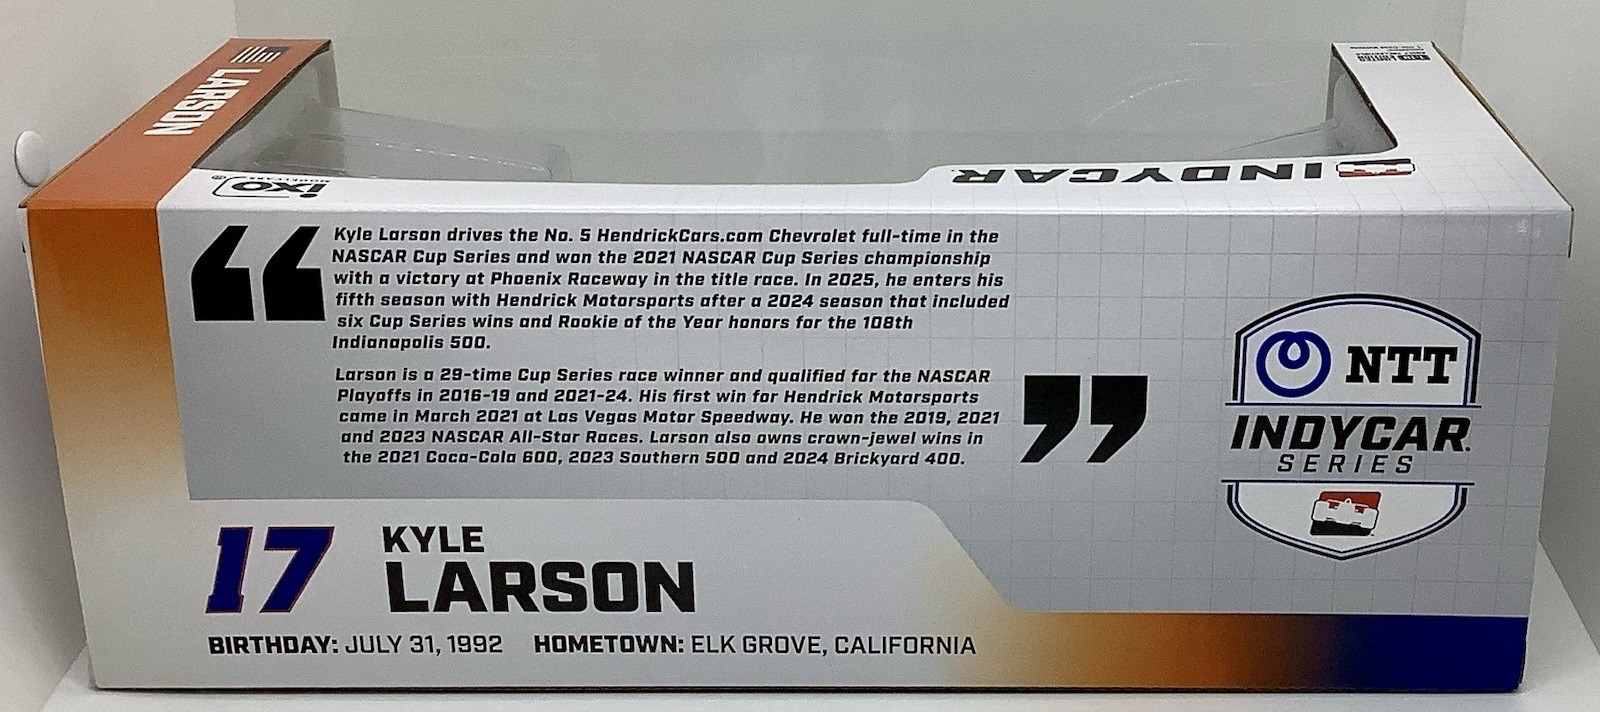 LARSON
ixo
MODELCARS
INDYCAR
Kyle Larson drives the No. 5 HendrickCars.com Chevrolet full-time in the
NASCAR Cup Series and won the 2021 NASCAR Cup Series championship
with a victory at Phoenix Raceway in the title race. In 2025, he enters his
fifth season with Hendrick Motorsports after a 2024 season that included
six Cup Series wins and Rookie of the Year honors for the 108th
Indianapolis 500.
Larson is a 29-time Cup Series race winner and qualified for the NASCAR
Playoffs in 2016-19 and 2021-24. His first win for Hendrick Motorsports
came in March 2021 at Las Vegas Motor Speedway. He won the 2019, 2021
and 2023 NASCAR All-Star Races. Larson also owns crown-jewel wins in
the 2021 Coca-Cola 600, 2023 Southern 500 and 2024 Brickyard 400.
NTT
INDYCAR
SERIES
17
KYLE
LARSON
BIRTHDAY: JULY 31, 1992 HOMETOWN: ELK GROVE, CALIFORNIA